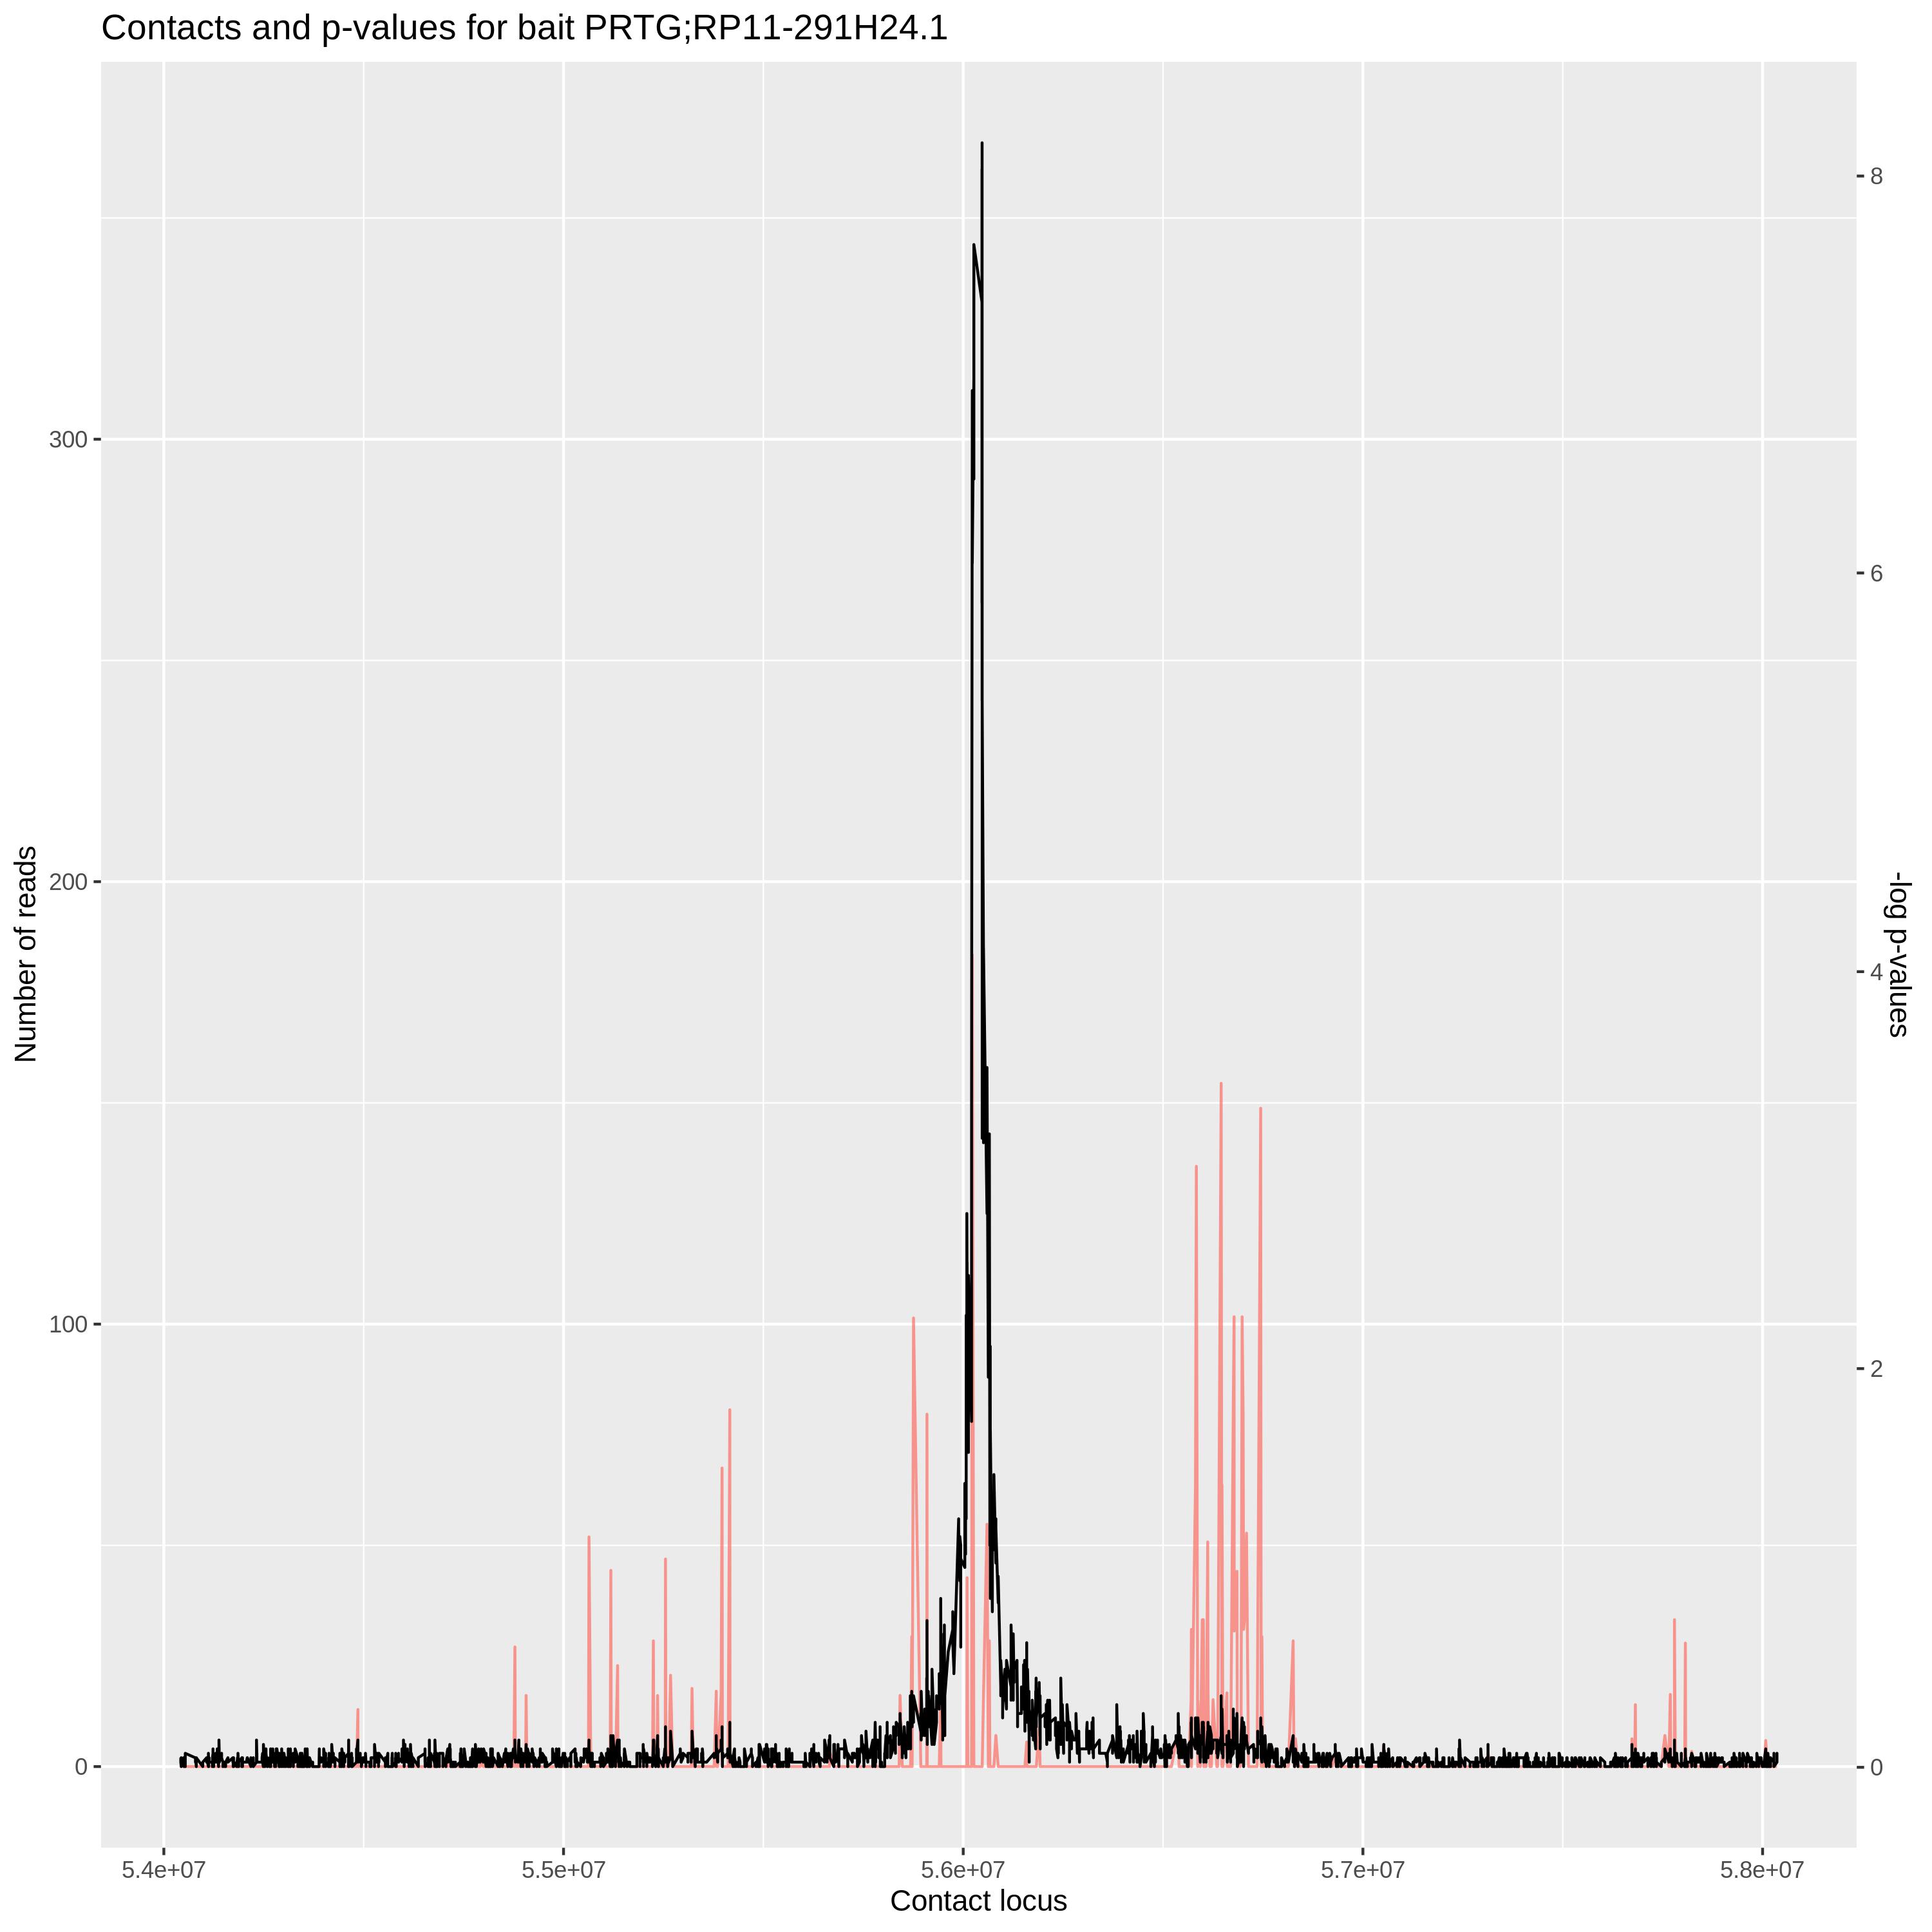 Contacts and p-values for bait PRTG;RP11-291H24.1
Number of reads
300
200
100
0
8
6
4
2
0
-log p-values
5.4e+07
5.5e+07
5.6e+07
5.7e+07
5.8e+07
Contact locus